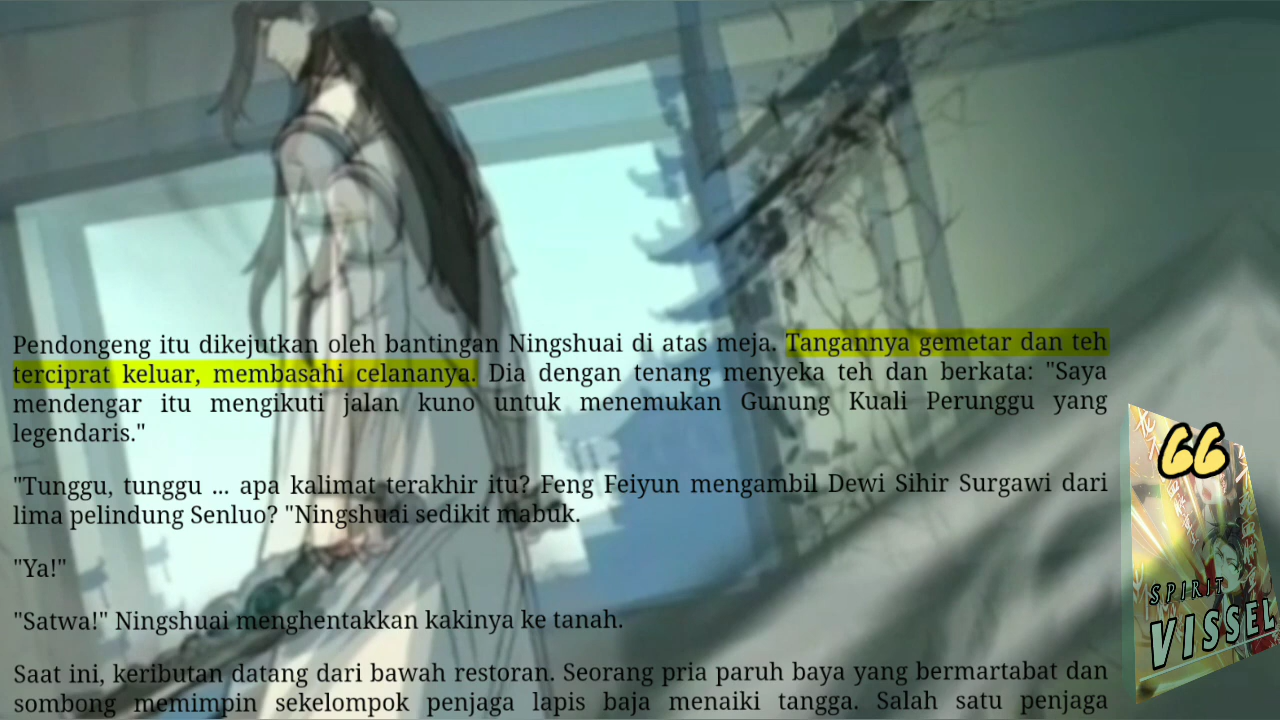 Pendongeng itu dikejutkan oleh bantingan Ningshuai di atas meja. Tangannya gemetar dan teh
terciprat keluar, membasahi celananya. Dia dengan tenang menyeka teh dan berkata: "Saya
mendengar itu mengikuti jalan kuno untuk menemukan Gunung Kuali Perunggu yang
legendaris."
"Tunggu, tunggu ... apa kalimat terakhir itu? Feng Feiyun mengambil Dewi Sihir Surgawi dari
lima pelindung Senluo? "Ningshuai sedikit mabuk.
"Ya!"
"Satwa!" Ningshuai menghentakkan kakinya ke tanah.
Saat ini, keributan datang dari bawah restoran. Seorang pria paruh baya yang bermartabat dan
sombong memimpin sekelompok penjaga lapis baja menaiki tangga. Salah satu penjaga
66
SPIRIT
VISSEL